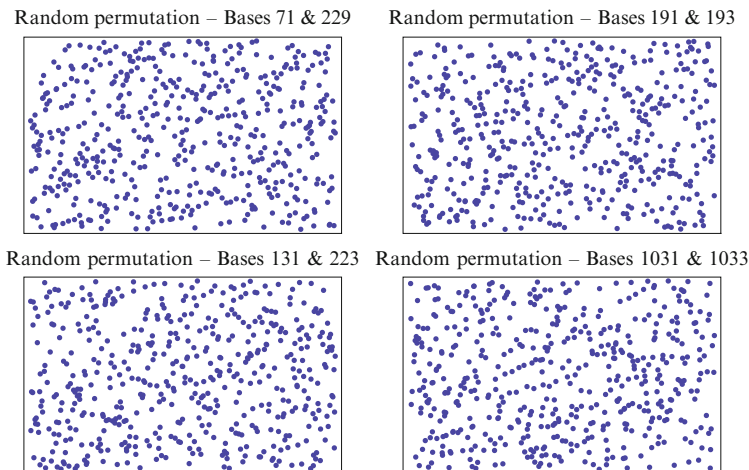 Random permutation – Bases 71 & 229
Random permutation – Bases 191 & 193
Random permutation – Bases 131 & 223
Random permutation – Bases 1031 & 1033